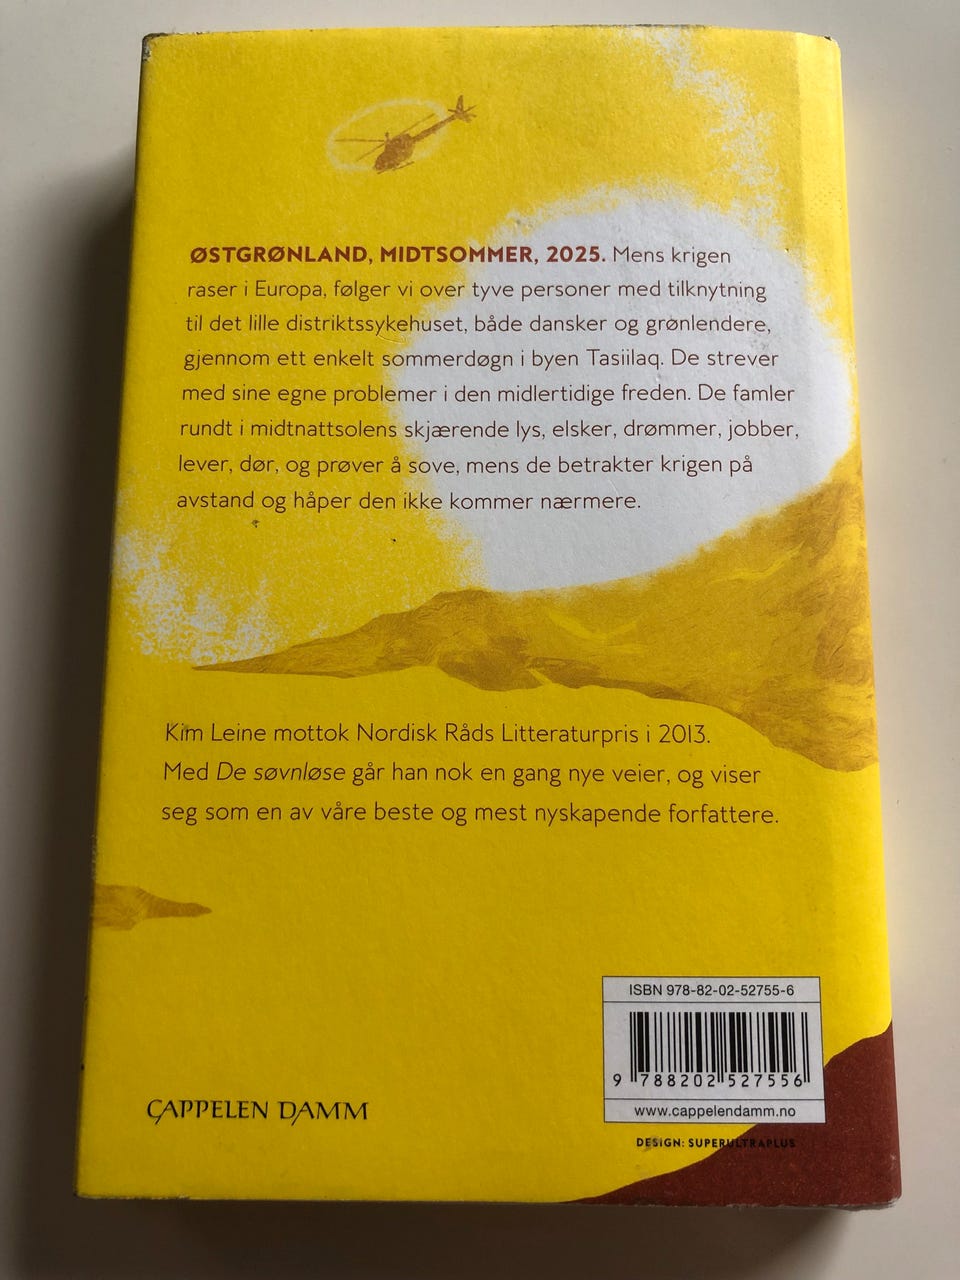 ØSTGRØNLAND, MIDTSOMMER, 2025. Mens krigen
raser i Europa, følger vi over tyve personer med tilknytning
til det lille distriktssykehuset, både dansker og grønlendere,
gjennom ett enkelt sommerdøgn i byen Tasiilaq. De strever
med sine egne problemer i den midlertidige freden. De famler
rundt i midtnattsolens skjærende lys, elsker, drømmer, jobber,
lever, dør, og prøver å sove, mens de betrakter krigen på
avstand og håper den ikke kommer nærmere.
Kim Leine mottok Nordisk Råds Litteraturpris i 2013.
Med De søvnløse går han nok en gang nye veier, og viser
seg som en av våre beste og mest nyskapende forfattere.
ISBN 978-82-02-52755-6
9 788202 527556
www.cappelendamm.no
CAPPELEN DAMM
DESIGN: SUPERULTRAPLUS